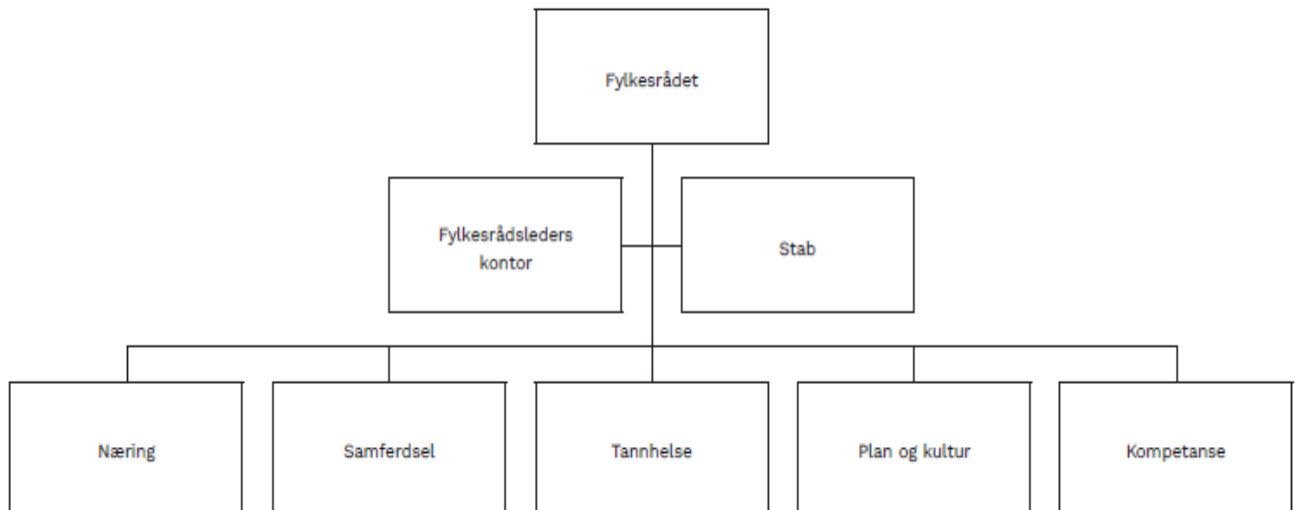 Fylkesrådet
Fylkesrådsleders
kontor
Stab
Næring
Samferdsel
Tannhelse
Plan og kultur
Kompetanse